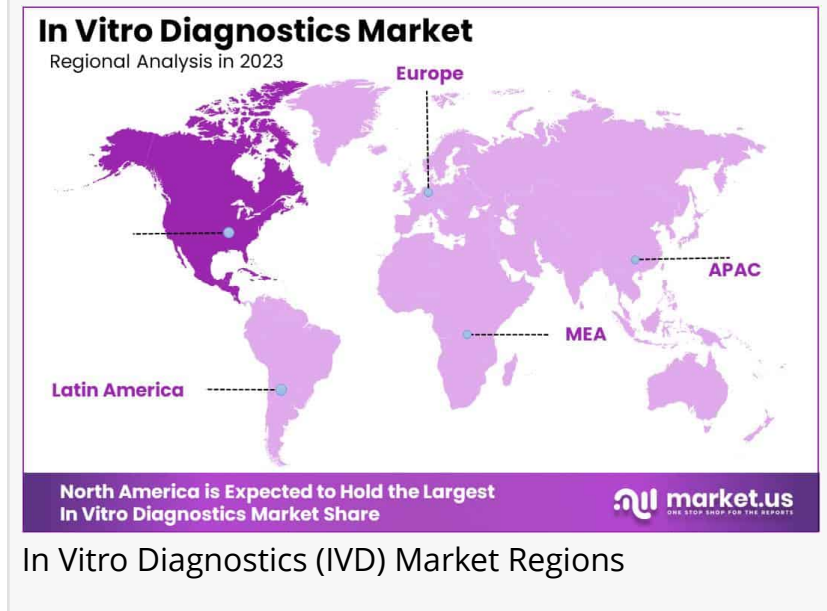 In Vitro Diagnostics Market
Regional Analysis in 2023
Europe
APAC
MEA
Latin America
North America is Expected to Hold the Largest
In Vitro Diagnostics Market Share
market.us
ONE STOP SHOP FOR THE REPORTS
In Vitro Diagnostics (IVD) Market Regions